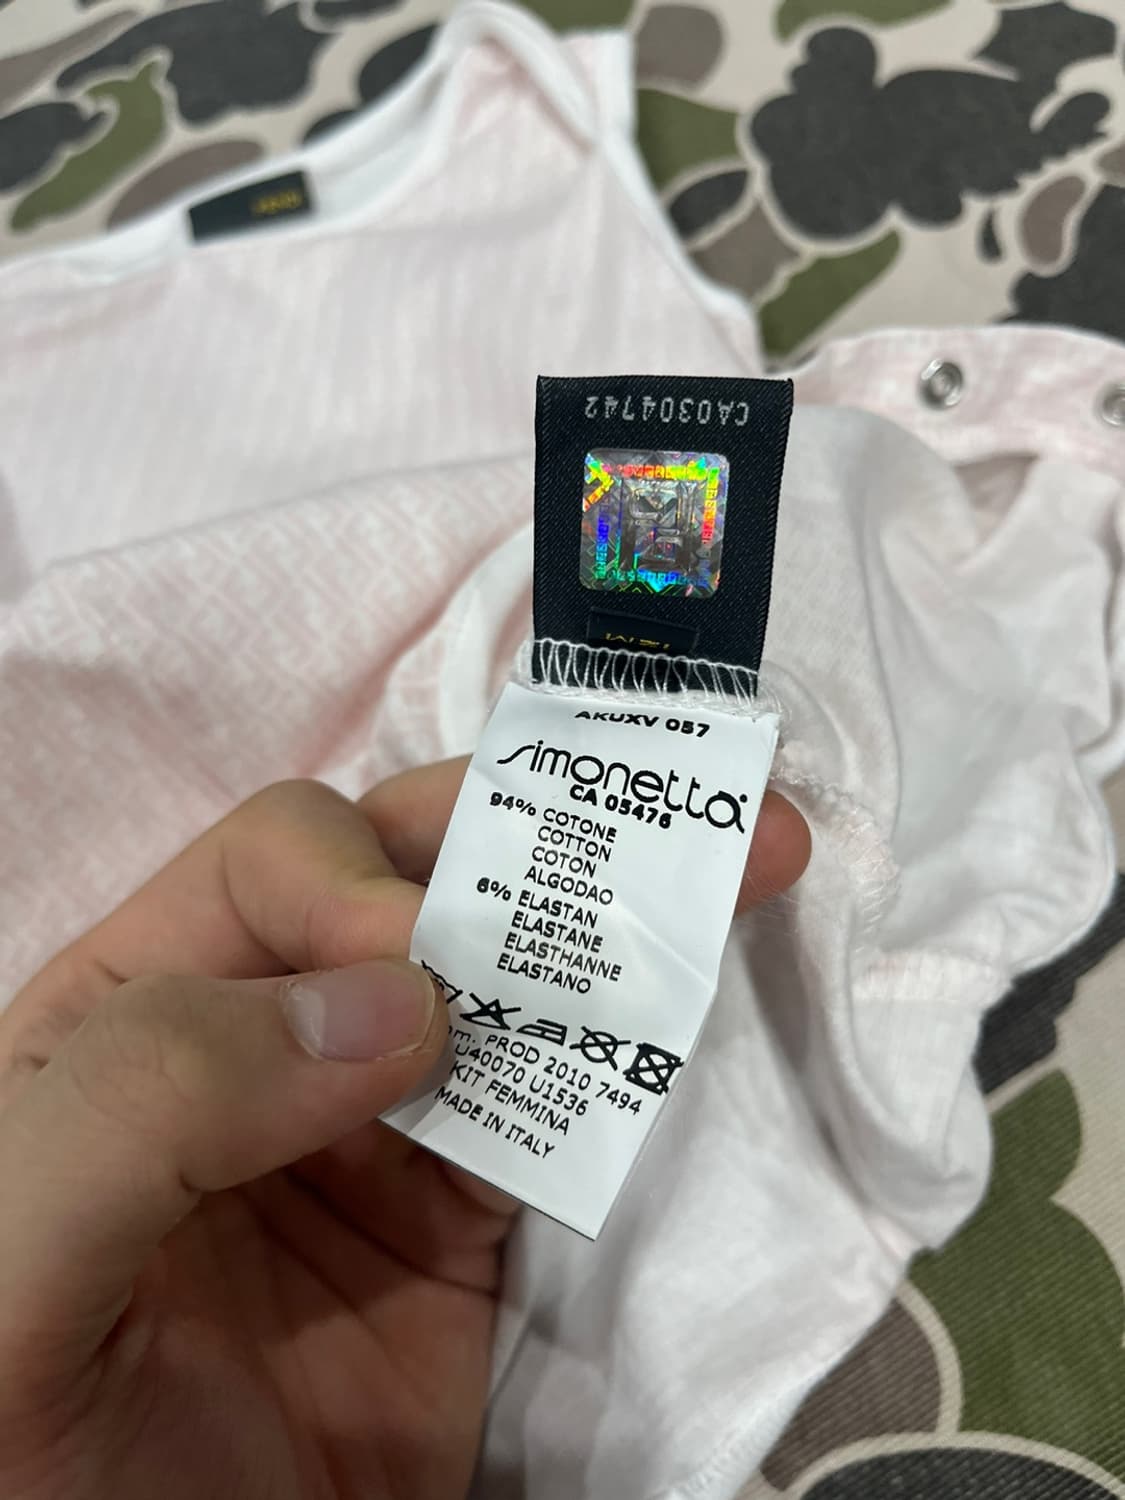 CA0304742
AKUXV 057
simonetta
CA 05476
94% COTONE
COTTON
COTON
ALGODAO
6% ELASTAN
ELASTANE
ELASTHANNE
ELASTANO
PROD 2010 7494
U40070 U1536
KIT FEMMINA
MADE IN ITALY